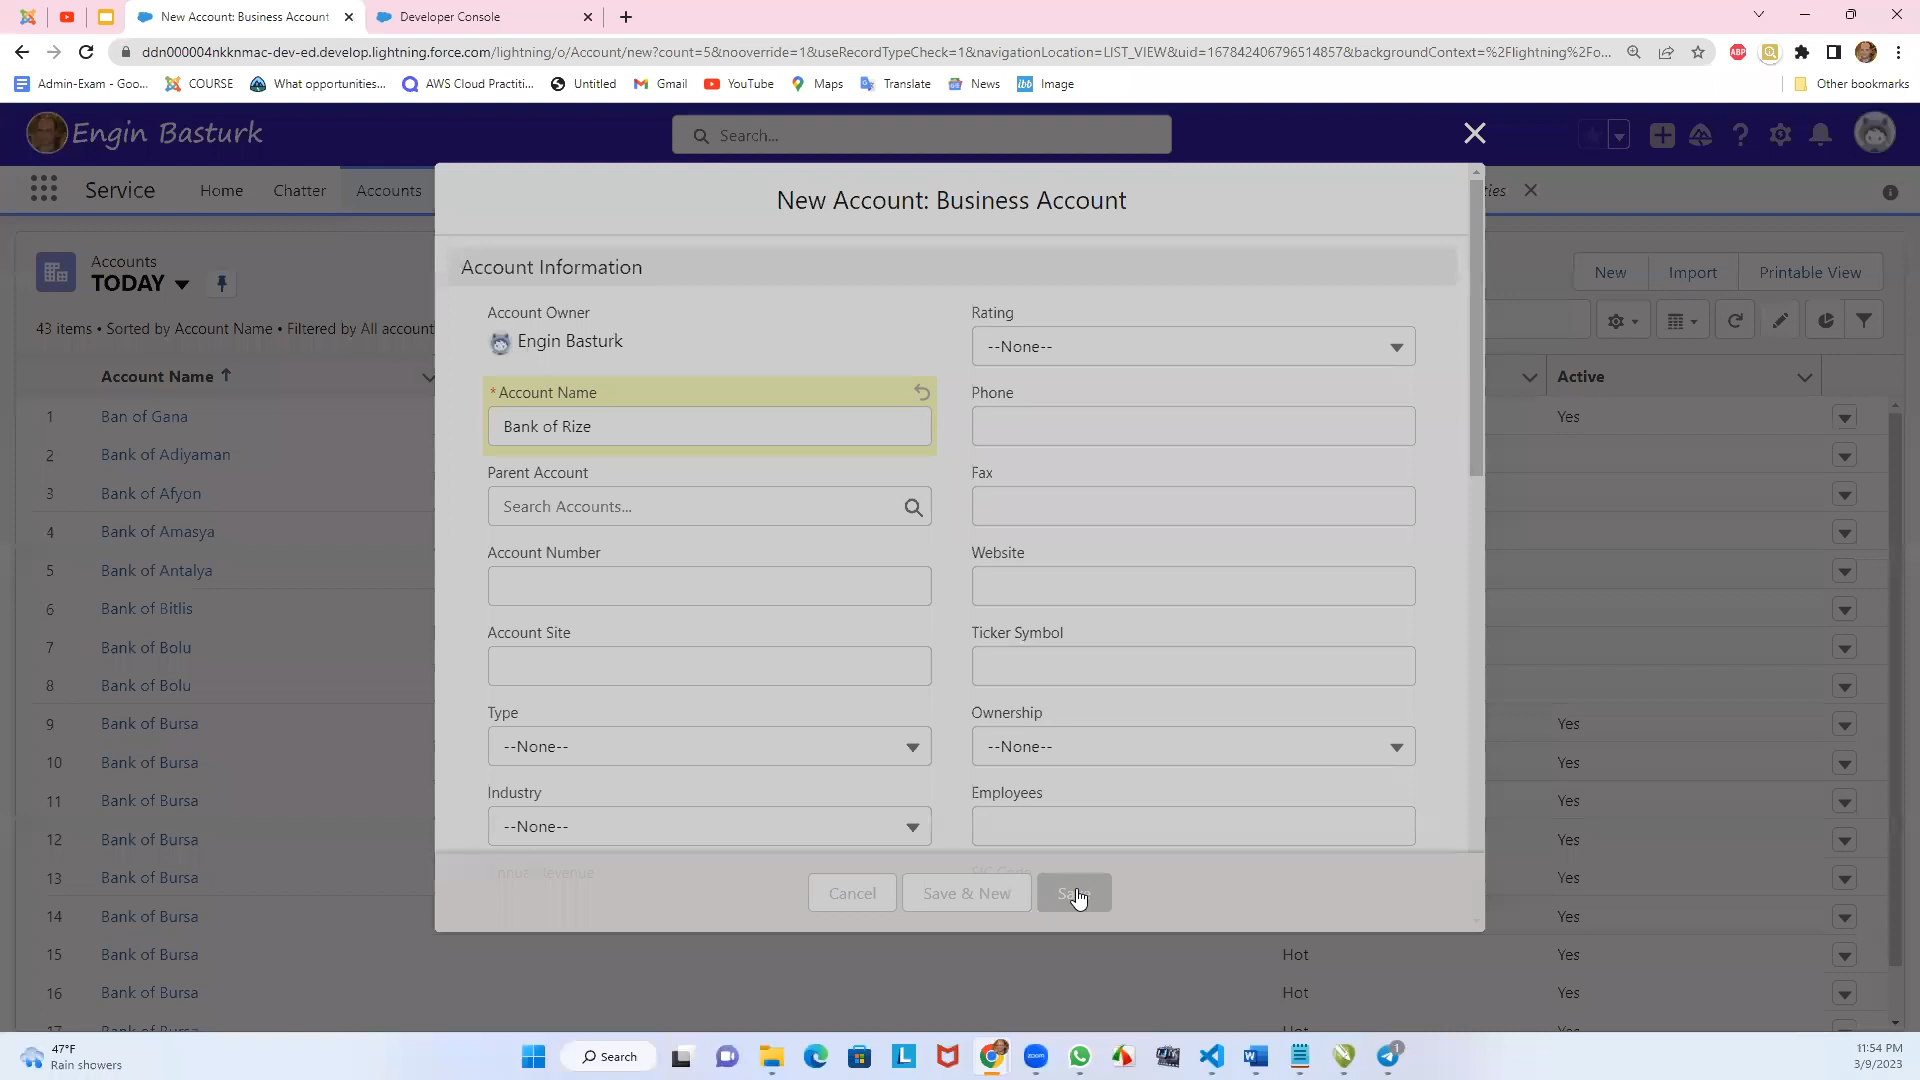 New Account: Business Account
Developer Console
ddn000004nkknmac-dev-ed.develop.lightning.force.com/lightning/o/Account/new?count=5&nooverride=1&useRecordTypeCheck=1&navigationLocation=LIST_VIEW&uid=167842406796514857&backgroundContext=%2Flightning%2Fo...
ABP
Admin-Exam - Goo...
COURSE
What opportunities...
AWS Cloud Practiti...
Untitled
Gmail
YouTube
Maps
Translate
News
Image
Other bookmarks
Engin Basturk
Search...
Service
Home
Chatter
Accounts
New Account: Business Account
Accounts
TODAY
New
Import
Printable View
43 items • Sorted by Account Name • Filtered by All account
Account Information
Account Owner
Engin Basturk
Rating
--None--
*Account Name
Bank of Rize
Phone
Parent Account
Search Accounts...
Fax
Account Number
Website
Account Site
Ticker Symbol
Type
--None--
Ownership
--None--
Industry
--None--
Employees
SIC Code
Cancel
Save & New
Account Name
Active
1 Ban of Gana Yes
2 Bank of Adiyaman
3 Bank of Afyon
4 Bank of Amasya
5 Bank of Antalya
6 Bank of Bitlis
7 Bank of Bolu
8 Bank of Bolu
9 Bank of Bursa Yes
10 Bank of Bursa Yes
11 Bank of Bursa Yes
12 Bank of Bursa Yes
13 Bank of Bursa Yes
14 Bank of Bursa Yes
15 Bank of Bursa Hot Yes
16 Bank of Bursa Hot Yes
47°F
Rain showers
Search
11:54 PM
3/9/2023